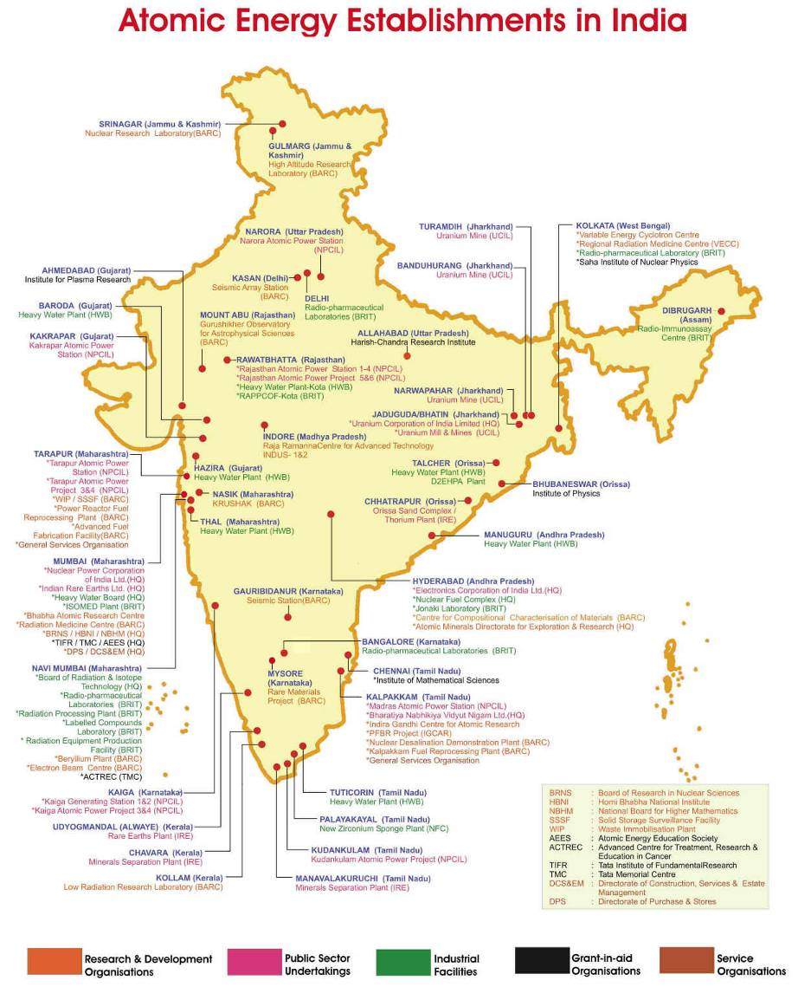 Atomic Energy Establishments in India
SRINAGAR (Jammu & Kashmir)
Nuclear Research Laboratory(BARC)
GULMARG (Jammu &
Kashmir)
High Altitude Research
Laboratory (BARC)
NARORA (Uttar Pradesh)
Narora Atomic Power Station
(NPCIL)
TURAMDIH (Jharkhand)
Uranium Mine (UCIL)
BANDUHURANG (Jharkhand)
Uranium Mine (UCIL)
KOLKATA (West Bengal)
*Variable Energy Cyclotron Centre
*Regional Radiation Medicine Centre (VECC)
*Radio-pharmaceutical Laboratory (BRIT)
*Saha Institute of Nuclear Physics
AHMEDABAD (Gujarat)
Institute for Plasma Research
BARODA (Gujarat)
Heavy Water Plant (HWB)
KAKRAPAR (Gujarat)
Kakrapar Atomic Power
Station (NPCIL)
KASAN (Delhi)
Seismic Array Station
(BARC)
DELHI
Radio-pharmaceutical
Laboratories (BRIT)
MOUNT ABU (Rajasthan)
Gurushikher Observatory
for Astrophysical Sciences
(BARC)
ALLAHABAD (Uttar Pradesh)
Harish-Chandra Research Institute
DIBRUGARH
(Assam)
Radio-Immunoassay
Centre (BRIT)
RAWATBHATTA (Rajasthan)
*Rajasthan Atomic Power Station 1-4 (NPCIL)
*Rajasthan Atomic Power Project 5&6 (NPCIL)
*Heavy Water Plant-Kota (HWB)
*RAPPCOF-Kota (BRIT)
NARWAPAHAR (Jharkhand)
Uranium Mine (UCIL)
JADUGUDA/BHATIN (Jharkhand)
*Uranium Corporation of India Limited (HQ)
*Uranium Mill & Mines (UCIL)
INDORE (Madhya Pradesh)
Raja RamannaCentre for Advanced Technology
INDUS- 1&2
HAZIRA (Gujarat)
Heavy Water Plant (HWB)
TALCHER (Orissa)
Heavy Water Plant (HWB)
D2EHPA Plant
BHUBANESWAR (Orissa)
Institute of Physics
NASIK (Maharashtra)
KRUSHAK (BARC)
CHHATRAPUR (Orissa)
Orissa Sand Complex /
Thorium Plant (IRE)
THAL (Maharashtra)
Heavy Water Plant (HWB)
MANUGURU (Andhra Pradesh)
Heavy Water Plant (HWB)
TARAPUR (Maharashtra)
*Tarapur Atomic Power
Station (NPCIL)
*Tarapur Atomic Power
Project 3&4 (NPCIL)
*WIP / SSSF (BARC)
*Power Reactor Fuel
Reprocessing Plant (BARC)
*Advanced Fuel
Fabrication Facility(BARC)
*General Services Organisation
MUMBAI (Maharashtra)
*Nuclear Power Corporation
of India Ltd.(HQ)
*Indian Rare Earths Ltd. (HQ)
*Heavy Water Board (HQ)
*ISOMED Plant (BRIT)
*Bhabha Atomic Research Centre
*Radiation Medicine Centre (BARC)
*BRNS / HBNI / NBHM (HQ)
*TIFR / TMC / AEES (HQ)
*DPS / DCS&EM (HQ)
HYDERABAD (Andhra Pradesh)
*Electronics Corporation of India Ltd.(HQ)
*Nuclear Fuel Complex (HQ)
*Jonaki Laboratory (BRIT)
*Centre for Compositional Characterisation of Materials (BARC)
*Atomic Minerals Directorate for Exploration & Research (HQ)
GAURIBIDANUR (Karnataka)
Seismic Station(BARC)
BANGALORE (Karnataka)
Radio-pharmaceutical Laboratories (BRIT)
MYSORE
(Karnataka)
Rare Materials
Project (BARC)
CHENNAI (Tamil Nadu)
*Institute of Mathematical Sciences
NAVI MUMBAI (Maharashtra)
*Board of Radiation & Isotope
Technology (HQ)
*Radio-pharmaceutical
Laboratories (BRIT)
*Radiation Processing Plant (BRIT)
*Labelled Compounds
Laboratory (BRIT)
* Radiation Equipment Production
Facility (BRIT)
*Beryllium Plant (BARC)
*Electron Beam Centre (BARC)
*ACTREC (TMC)
KALPAKKAM (Tamil Nadu)
*Madras Atomic Power Station (NPCIL)
*Bharatiya Nabhikiya Vidyut Nigam Ltd.(HQ)
*Indira Gandhi Centre for Atomic Research
*PFBR Project (IGCAR)
*Nuclear Desalination Demonstration Plant (BARC)
*Kalpakkam Fuel Reprocessing Plant (BARC)
*General Services Organisation
KAIGA (Karnataka)
*Kaiga Generating Station 1&2 (NPCIL)
*Kaiga Atomic Power Project 3&4 (NPCIL)
UDYOGMANDAL (ALWAYE) (Kerala)
Rare Earths Plant (IRE)
CHAVARA (Kerala)
Minerals Separation Plant (IRE)
KOLLAM (Kerala)
Low Radiation Research Laboratory (BARC)
TUTICORIN (Tamil Nadu)
Heavy Water Plant (HWB)
PALAYAKAYAL (Tamil Nadu)
New Zirconium Sponge Plant (NFC)
KUDANKULAM (Tamil Nadu)
Kudankulam Atomic Power Project (NPCIL)
MANAVALAKURUCHI (Tamil Nadu)
Minerals Separation Plant (IRE)
BRNS : Board of Research in Nuclear Sciences
HBNI : Homi Bhabha National Institute
NBHM : National Board for Higher Mathematics
SSSF : Solid Storage Surveillance Facility
WIP : Waste Immobilisation Plant
AEES : Atomic Energy Education Society
ACTREC : Advanced Centre for Treatment, Research &
Education in Cancer
TIFR : Tata Institute of FundamentalResearch
TMC : Tata Memorial Centre
DCS&EM : Directorate of Construction, Services & Estate
Management
DPS : Directorate of Purchase & Stores
Research & Development
Organisations
Public Sector
Undertakings
Industrial
Facilities
Grant-in-aid
Organisations
Service
Organisations